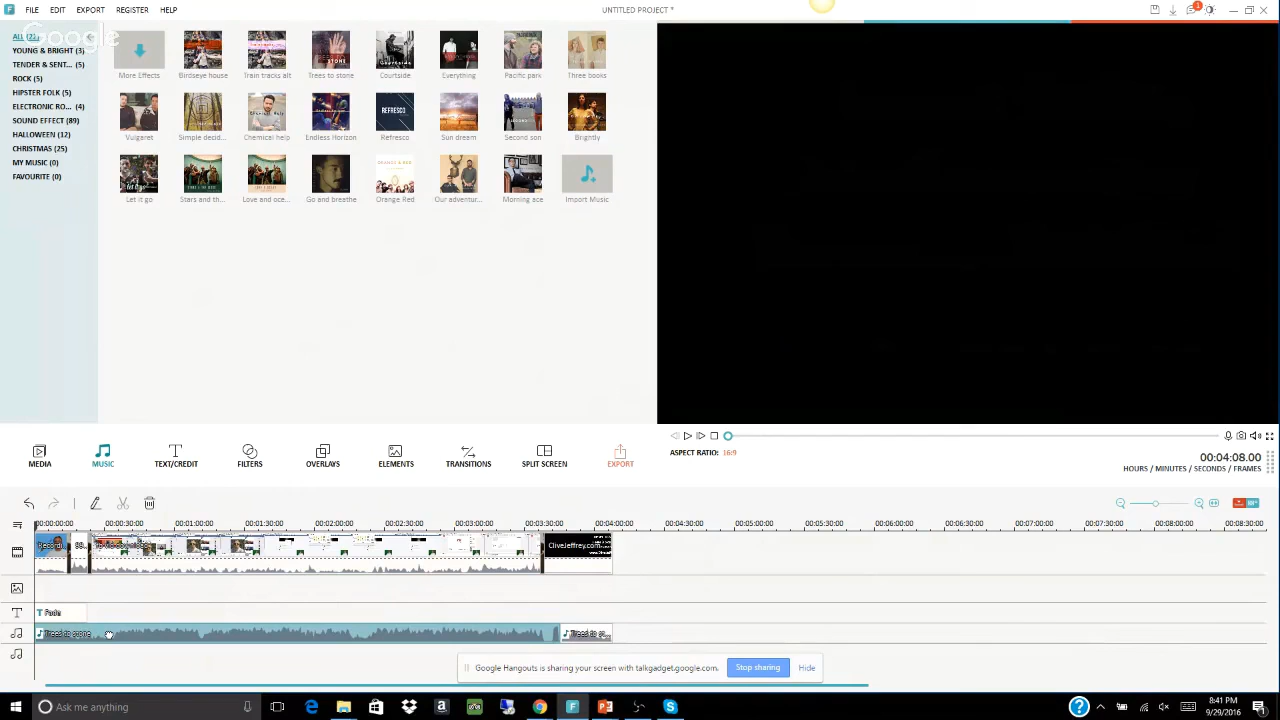 FILE EDIT EXPORT REGISTER HELP
UNTITLED PROJECT *
1
Google
TENDER & SENT... (5)
ROCK (5)
HIPSTER FOLK (5)
ELECTRONIC RO... (4)
SOUND EFFECT (89)
HALLOWEEN (12)
CHRISTMAS (25)
MY MUSIC (0)
FAVOURITE (0)
More Effects Birdseye house Train tracks alt Trees to stone Courtside Everything Pacific park Three books
Vulgaret Simple decid... Chemical help Endless Horizon Refresco Sun dream Second son Brightly
Let it go Stars and th... Love and oce... Go and breathe Orange Red Our adventur... Morning ace Import Music
MEDIA MUSIC TEXT/CREDIT FILTERS OVERLAYS ELEMENTS TRANSITIONS SPLIT SCREEN EXPORT
ASPECT RATIO: 16:9
00:04:08.00
HOURS / MINUTES / SECONDS / FRAMES
00:00:00:00 00:00:30:00 00:01:00:00 00:01:30:00 00:02:00:00 00:02:30:00 00:03:00:00 00:03:30:00 00:04:00:00 00:04:30:00 00:05:00:00 00:05:30:00 00:06:00:00 00:06:30:00 00:07:00:00 00:07:30:00 00:08:00:00 00:08:30:00
CliveJeffrey.com
T Fade
Trees to stone
Google Hangouts is sharing your screen with talkgadget.google.com. Stop sharing Hide
Ask me anything
8:41 PM
9/29/2016